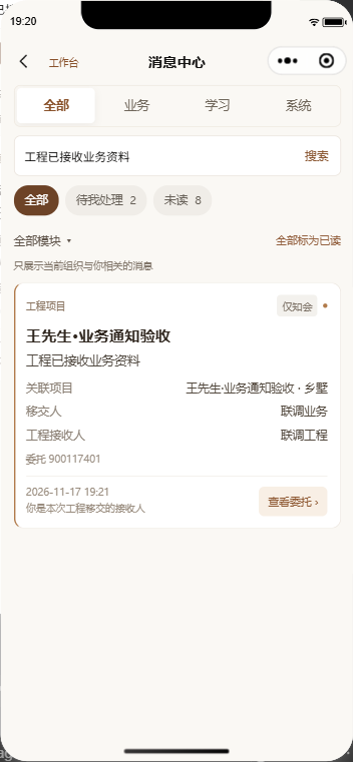 19:20
工作台 消息中心
全部 业务 学习 系统
工程已接收业务资料 搜索
全部 待我处理 2 未读 8
全部模块 全部标为已读
只展示当前组织与你相关的消息
工程项目 仅知会
王先生·业务通知验收
工程已接收业务资料
关联项目 王先生·业务通知验收 · 乡墅
移交人 联调业务
工程接收人 联调工程
委托 900117401
2026-11-17 19:21
你是本次工程移交的接收人
查看委托 ›